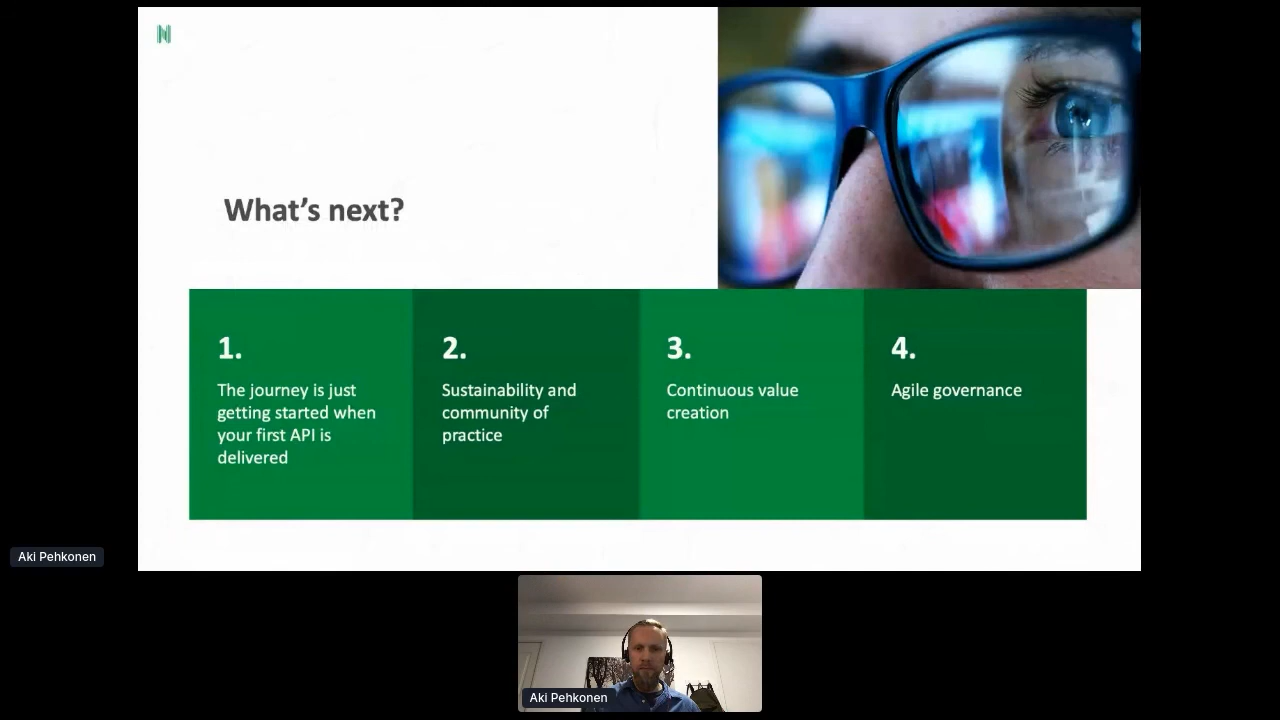 N
What's next?
1.
The journey is just
getting started when
your first API is
delivered
2.
Sustainability and
community of
practice
3.
Continuous value
creation
4.
Agile governance
Aki Pehkonen
Aki Pehkonen